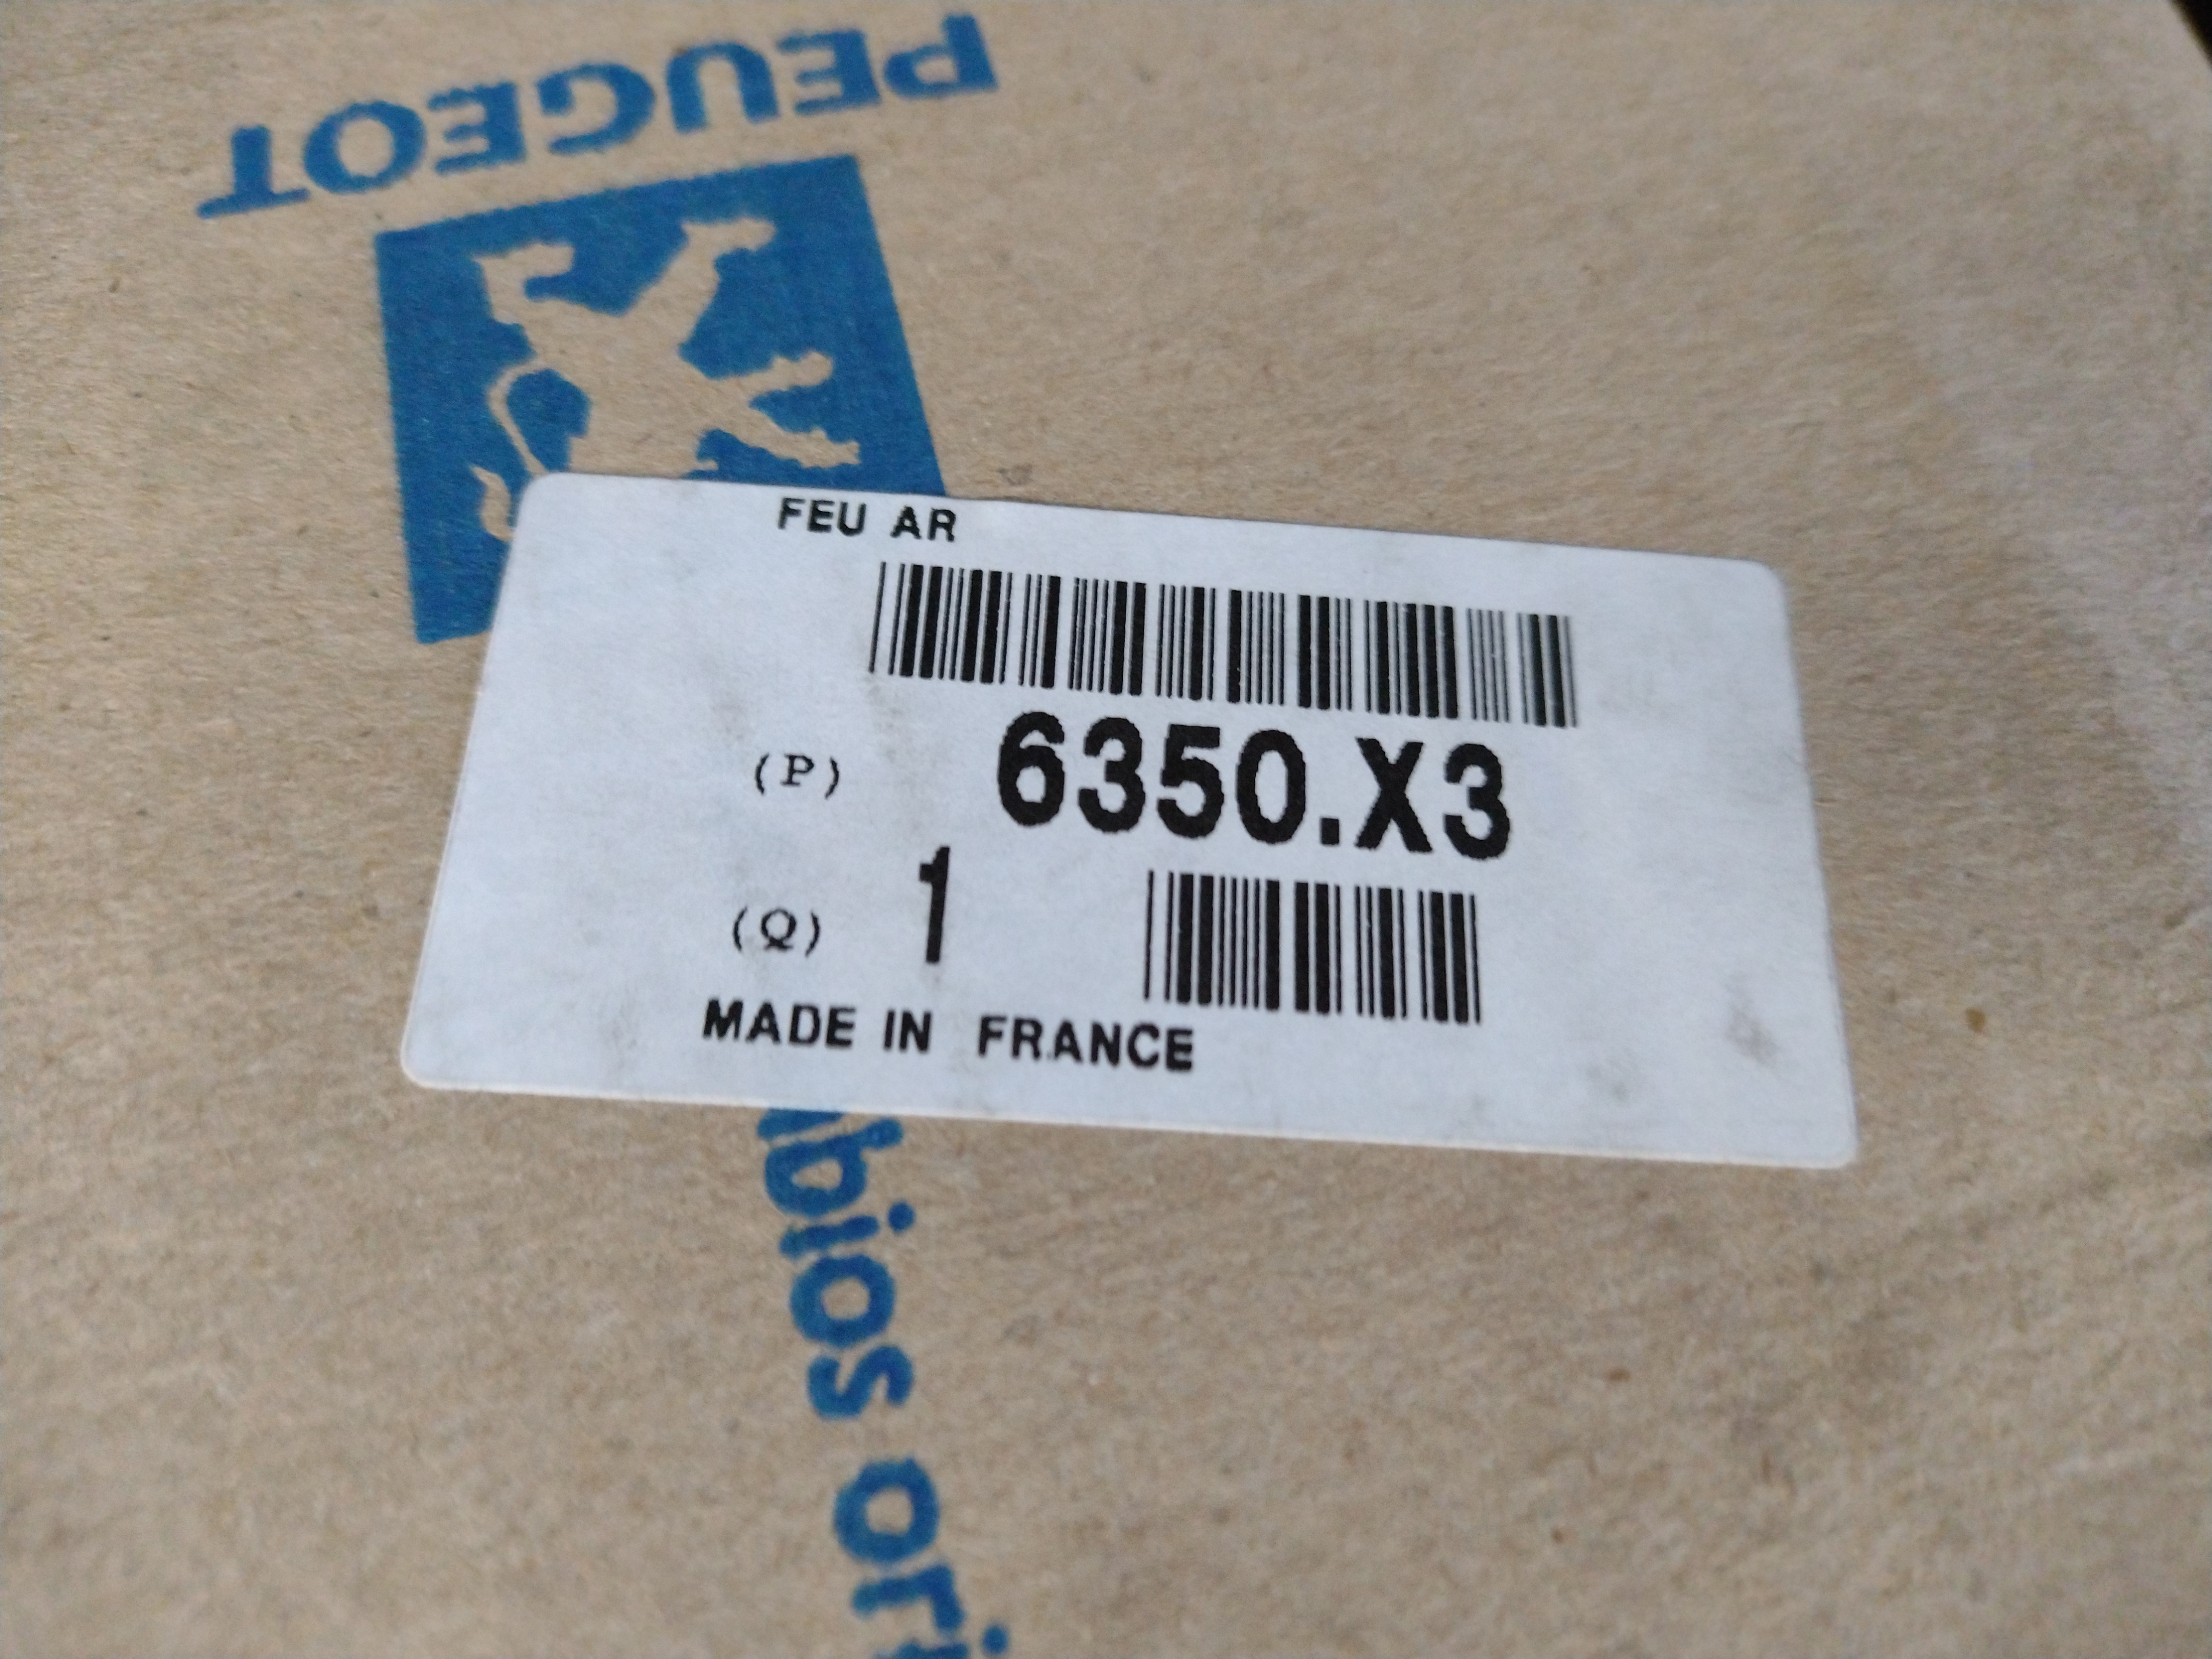 PEUGEOT
FEU AR
(P) 6350.X3
(Q) 1
MADE IN FRANCE
bios ori